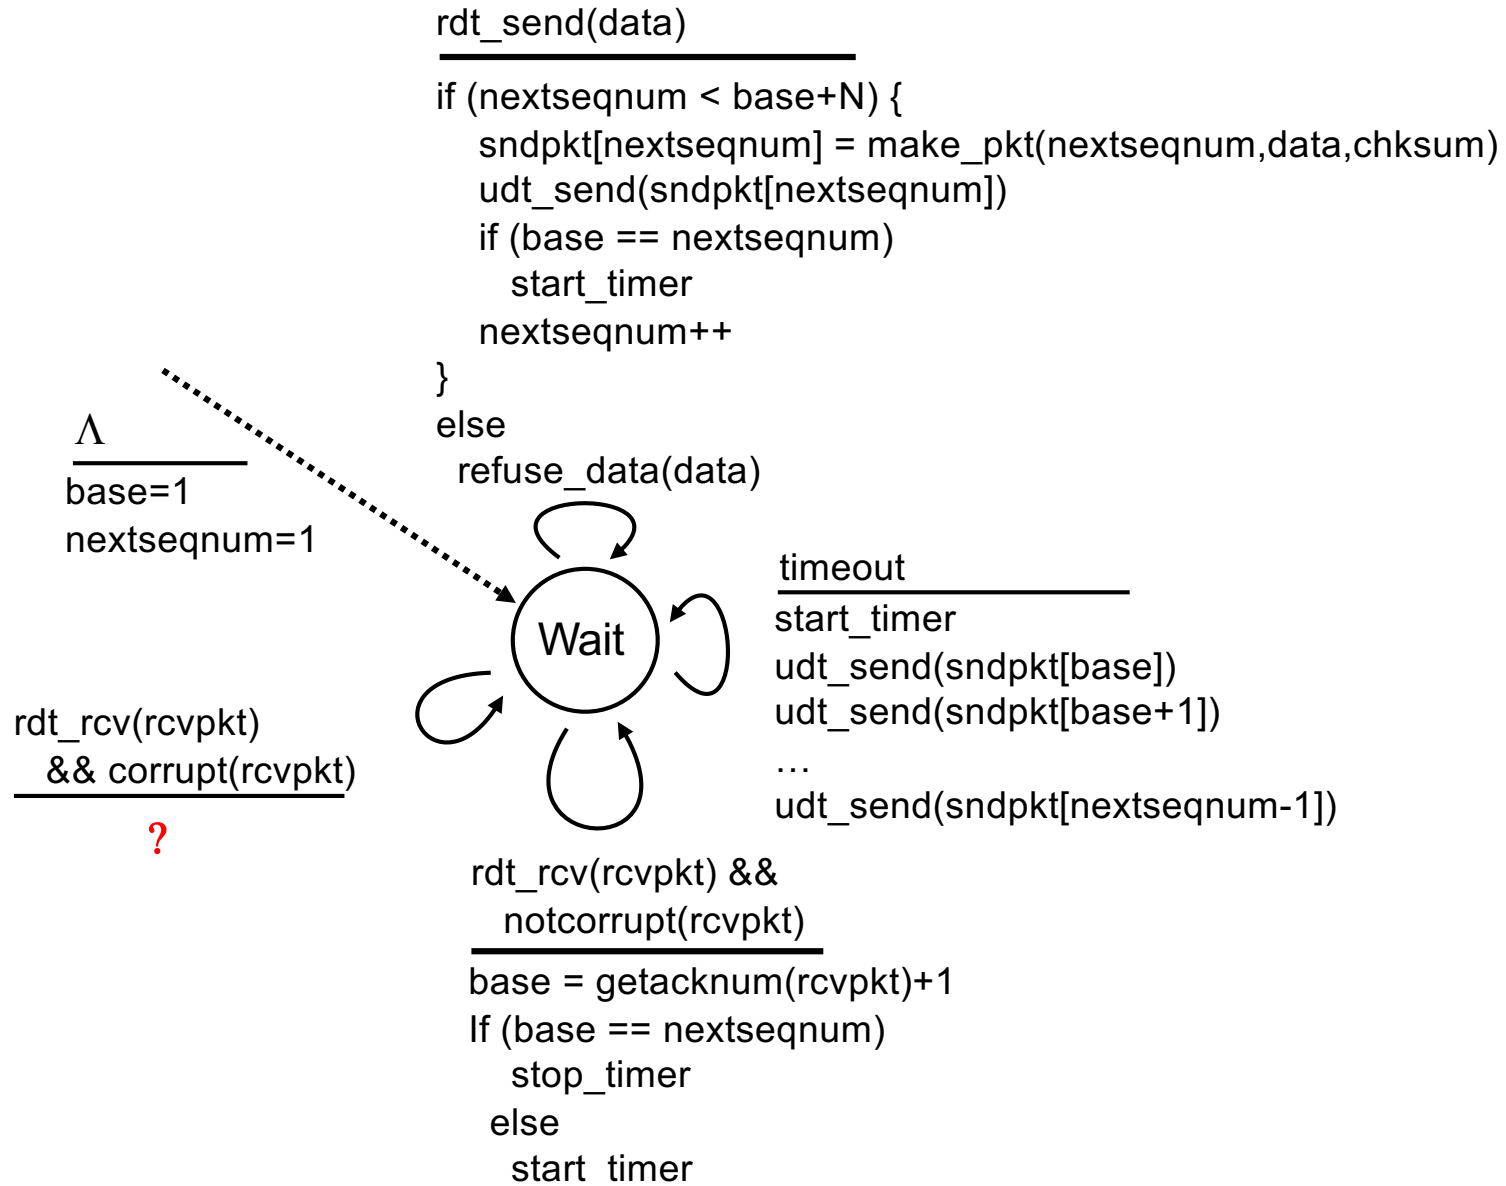 rdt_send(data)
if (nextseqnum < base+N) {
sndpkt[nextseqnum] = make_pkt(nextseqnum,data,chksum)
udt_send(sndpkt[nextseqnum])
if (base == nextseqnum)
start_timer
nextseqnum++
}
else
refuse_data(data)
Λ
base=1
nextseqnum=1
Wait
timeout
start_timer
udt_send(sndpkt[base])
udt_send(sndpkt[base+1])
…
udt_send(sndpkt[nextseqnum-1])
rdt_rcv(rcvpkt)
&& corrupt(rcvpkt)
?
rdt_rcv(rcvpkt) &&
notcorrupt(rcvpkt)
base = getacknum(rcvpkt)+1
If (base == nextseqnum)
stop_timer
else
start_timer